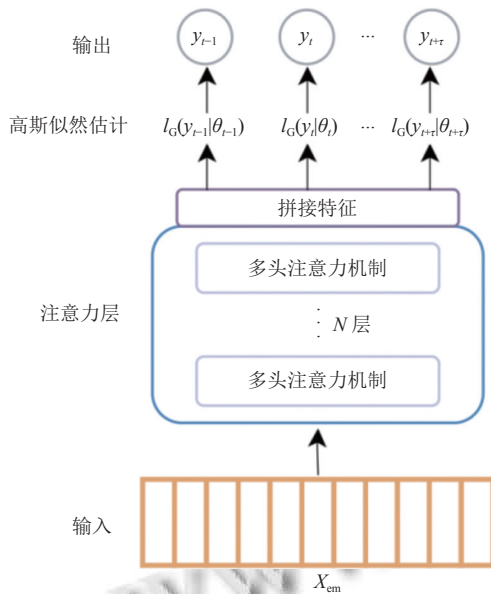 输出 y_{t−1} y_t ··· y_{t+τ}
高斯似然估计 l_G(y_{t−1}|θ_{t−1}) l_G(y_t|θ_t) ··· l_G(y_{t+τ}|θ_{t+τ})
拼接特征
多头注意力机制
注意力层 ⋮ N 层
多头注意力机制
输入
X_{em}